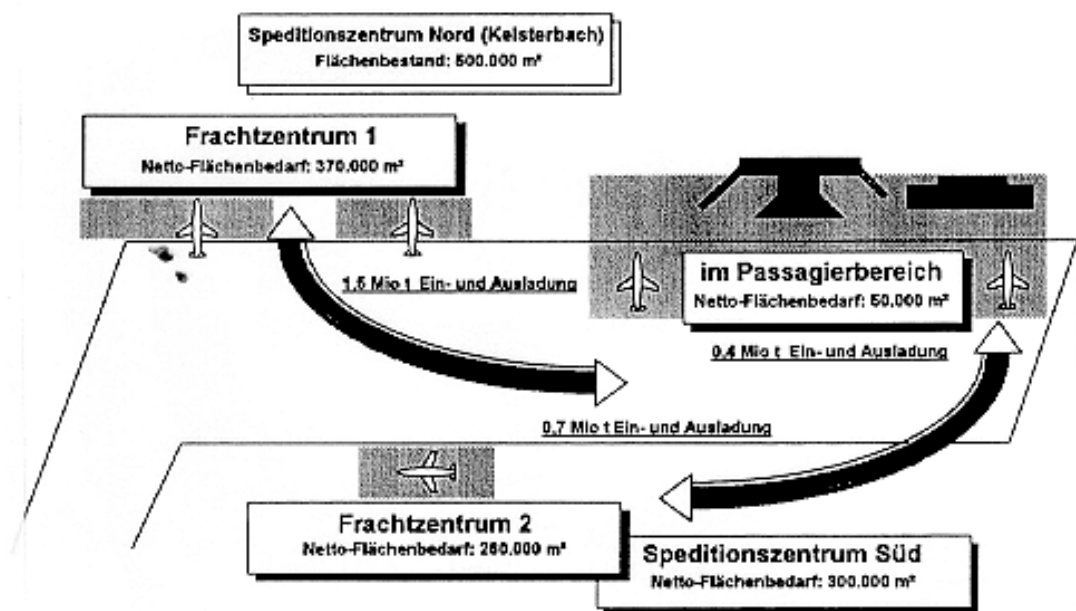 Speditionszentrum Nord (Kelsterbach)
Flächenbestand: 500.000 m²
Frachtzentrum 1
Netto-Flächenbedarf: 370.000 m²
im Passagierbereich
Netto-Flächenbedarf: 50.000 m²
1,5 Mio t Ein- und Ausladung
0,4 Mio t Ein- und Ausladung
0,7 Mio t Ein- und Ausladung
Frachtzentrum 2
Netto-Flächenbedarf: 260.000 m²
Speditionszentrum Süd
Netto-Flächenbedarf: 300.000 m²